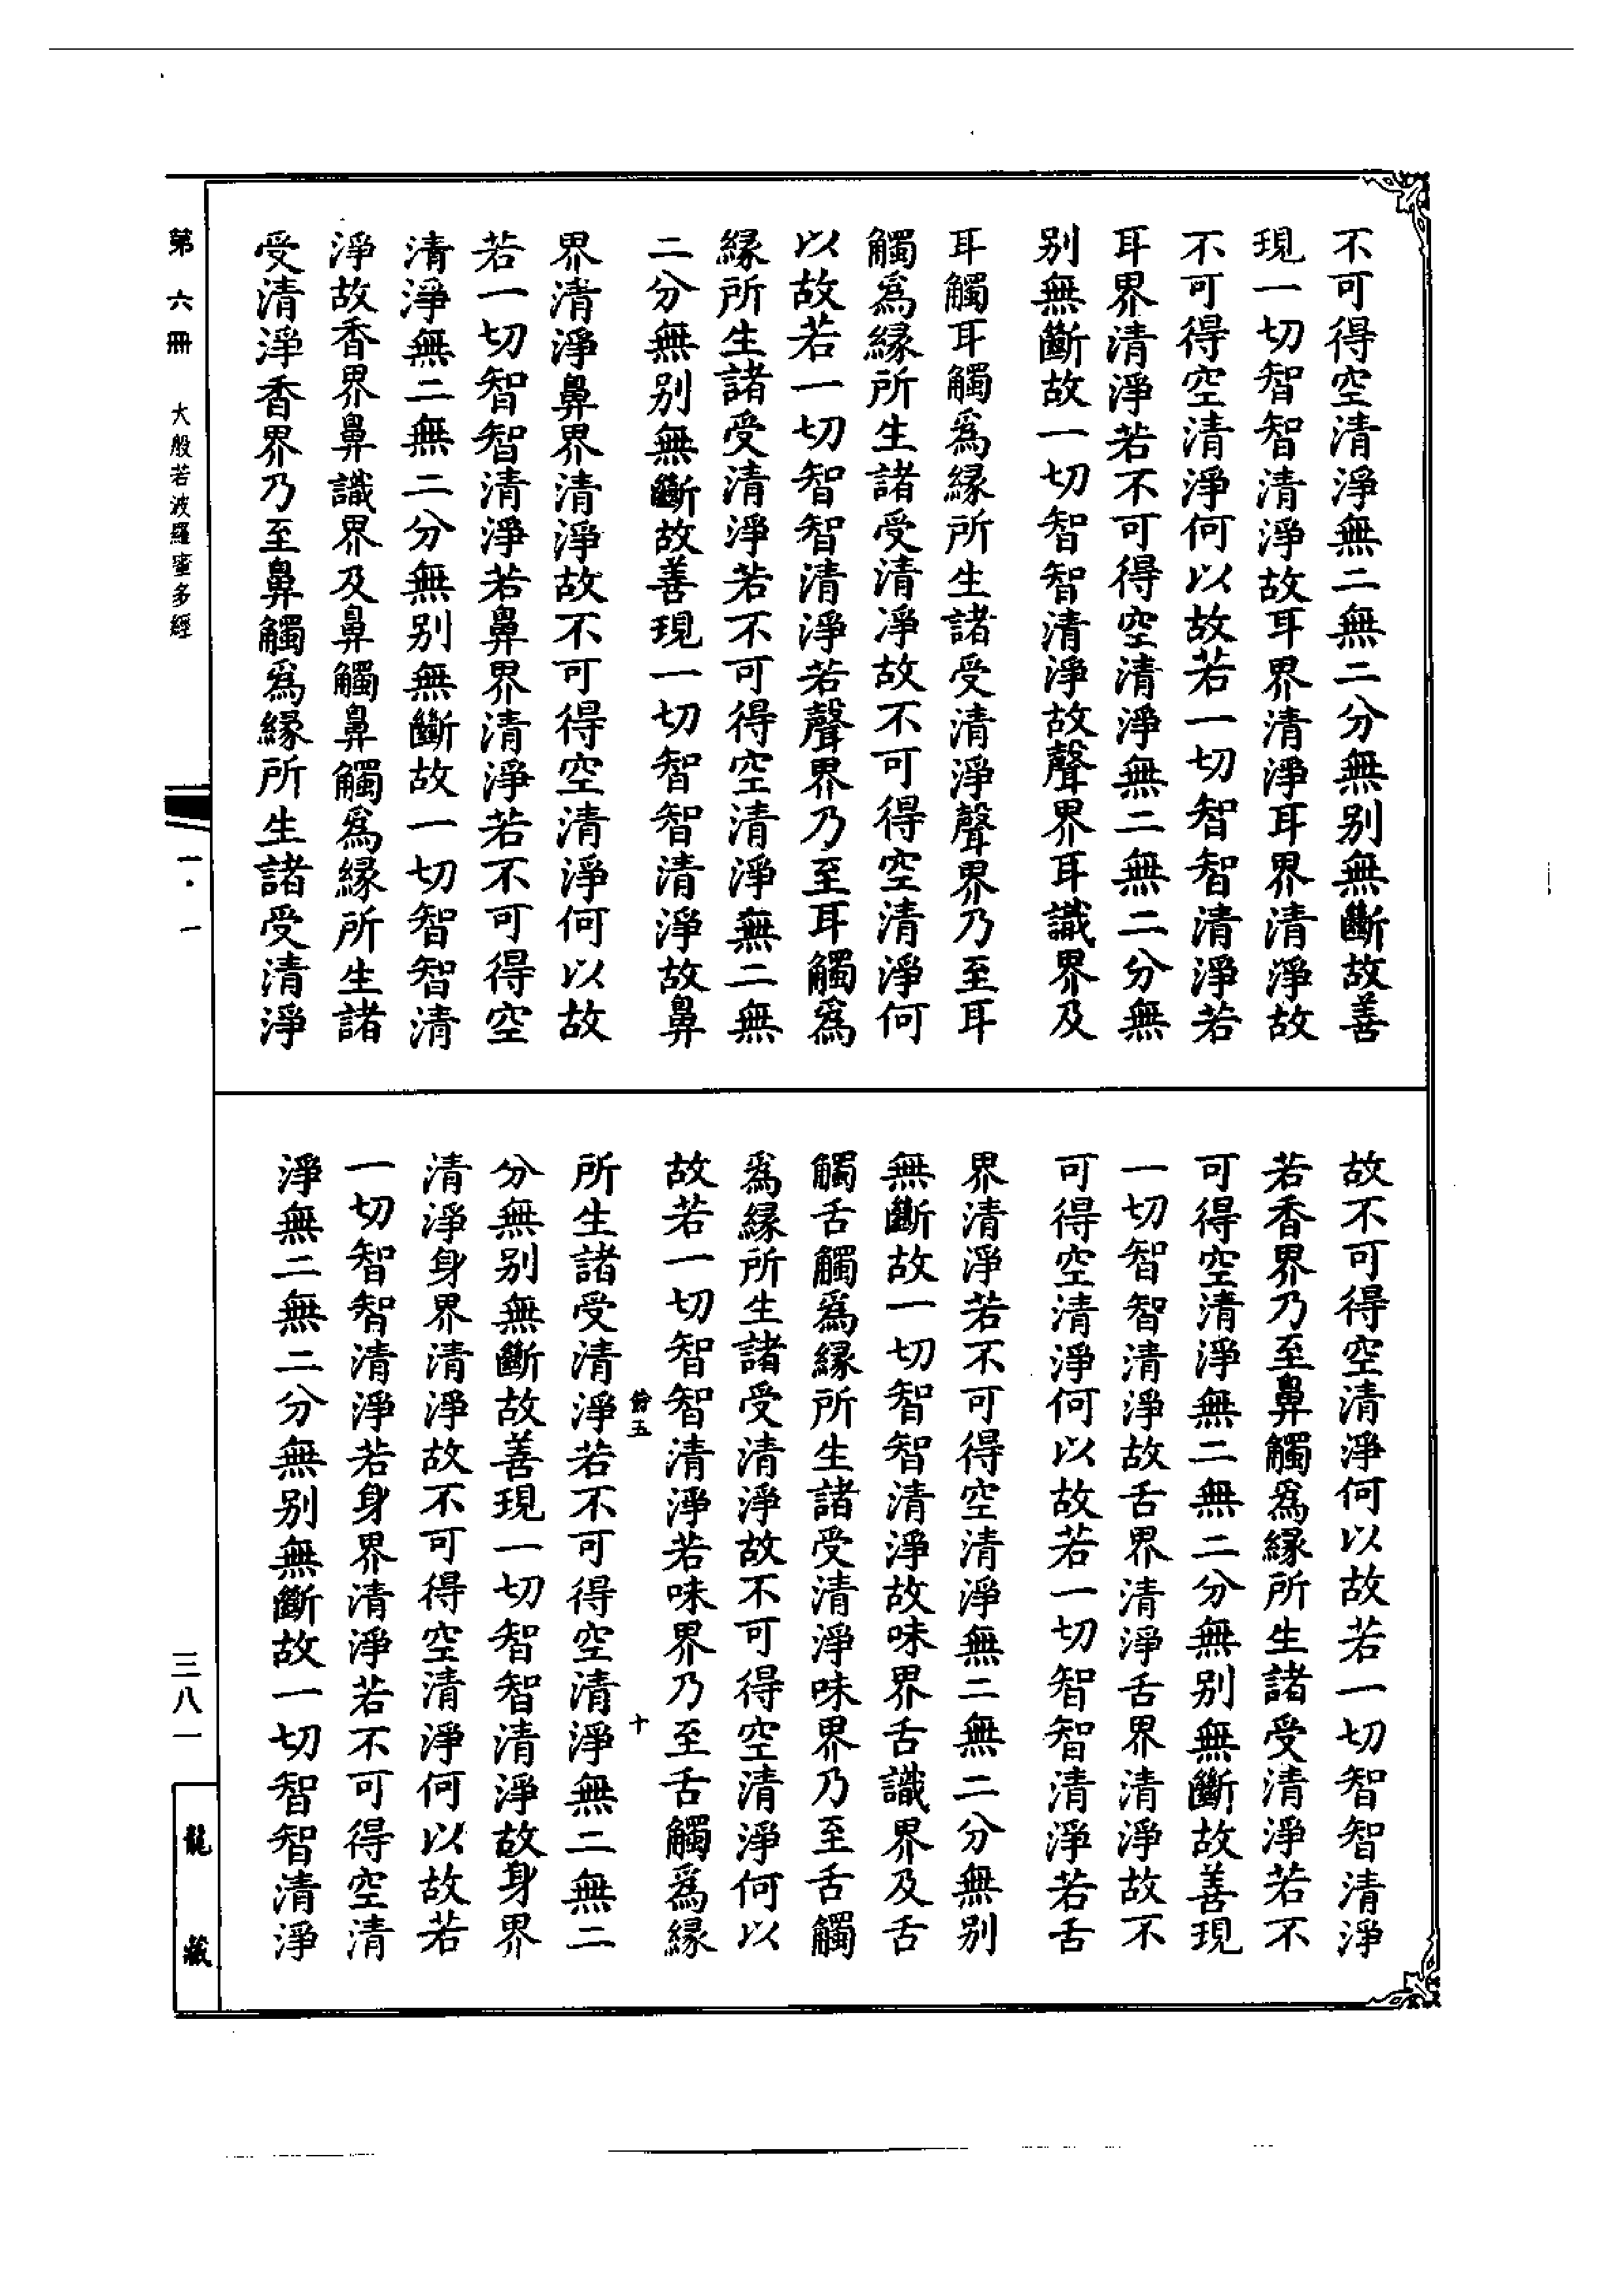 不可得空清淨無二無二分無別無斷故善
現一切智智清淨故耳界清淨耳界清淨故
不可得空清淨何以故若一切智智清淨若
耳界清淨若不可得空清淨無二無二分無
別無斷故一切智智清淨故聲界耳識界及
耳觸耳觸爲緣所生諸受清淨聲界乃至耳
觸爲緣所生諸受清淨故不可得空清淨何
以故若一切智智清淨若聲界乃至耳觸爲
緣所生諸受清淨若不可得空清淨無二無
二分無別無斷故善現一切智智清淨故鼻
界清淨鼻界清淨故不可得空清淨何以故
若一切智智清淨若鼻界清淨若不可得空
清淨無二無二分無別無斷故一切智智清
淨故香界鼻識界及鼻觸鼻觸爲緣所生諸
受清淨香界乃至鼻觸爲緣所生諸受清淨
故不可得空清淨何以故若一切智智清淨
若香界乃至鼻觸爲緣所生諸受清淨若不
可得空清淨無二無二分無別無斷故善現
一切智智清淨故舌界清淨舌界清淨故不
可得空清淨何以故若一切智智清淨若舌
界清淨若不可得空清淨無二無二分無別
無斷故一切智智清淨故味界舌識界及舌
觸舌觸爲緣所生諸受清淨味界乃至舌觸
爲緣所生諸受清淨故不可得空清淨何以
故若一切智智清淨若味界乃至舌觸爲緣
五 十
所生諸受清淨若不可得空清淨無二無二
分無別無斷故善現一切智智清淨故身界
清淨身界清淨故不可得空清淨何以故若
一切智智清淨若身界清淨若不可得空清
淨無二無二分無別無斷故一切智智清淨
第六冊 大般若波羅蜜多經
一·一
三八一
龍藏